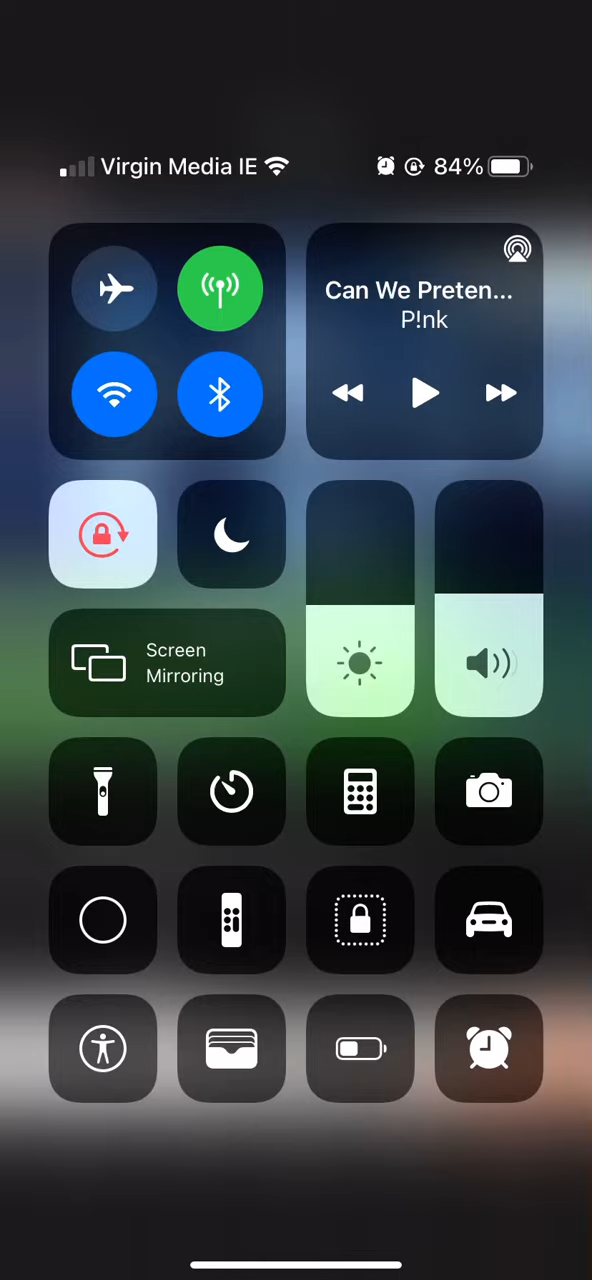 Virgin Media IE
84%
Can We Preten...
P!nk
Screen
Mirroring